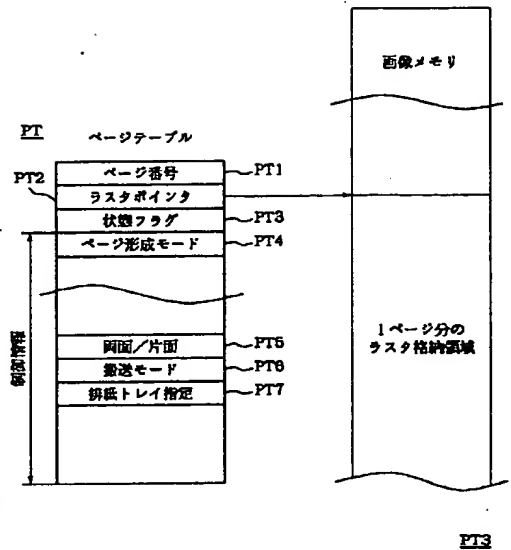 画像メモリ
PT
ページテーブル
ページ番号
PT1
PT2
ラスタポインタ
状態フラグ
PT3
ページ形成モード
PT4
制御情報
1ページ分の
ラスタ格納領域
両面/片面
PT5
搬送モード
PT6
排紙トレイ指定
PT7
PT3